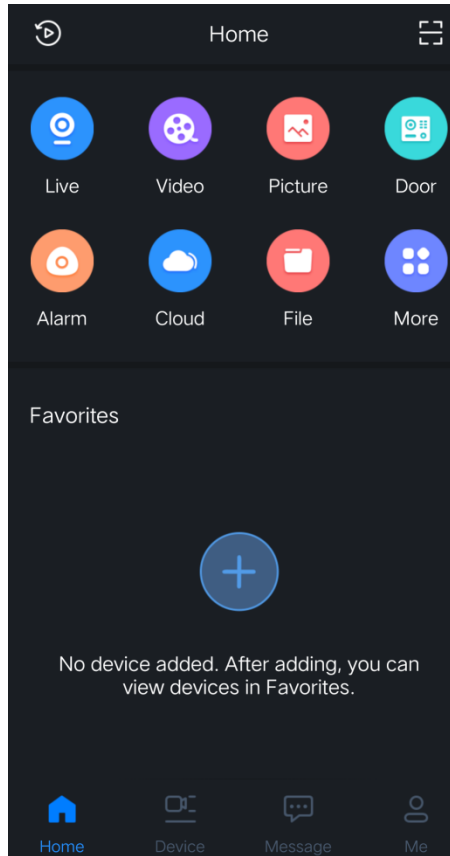 Home
Live
Video
Picture
Door
Alarm
Cloud
File
More
Favorites
No device added. After adding, you can
view devices in Favorites.
Home
Device
Message
Me